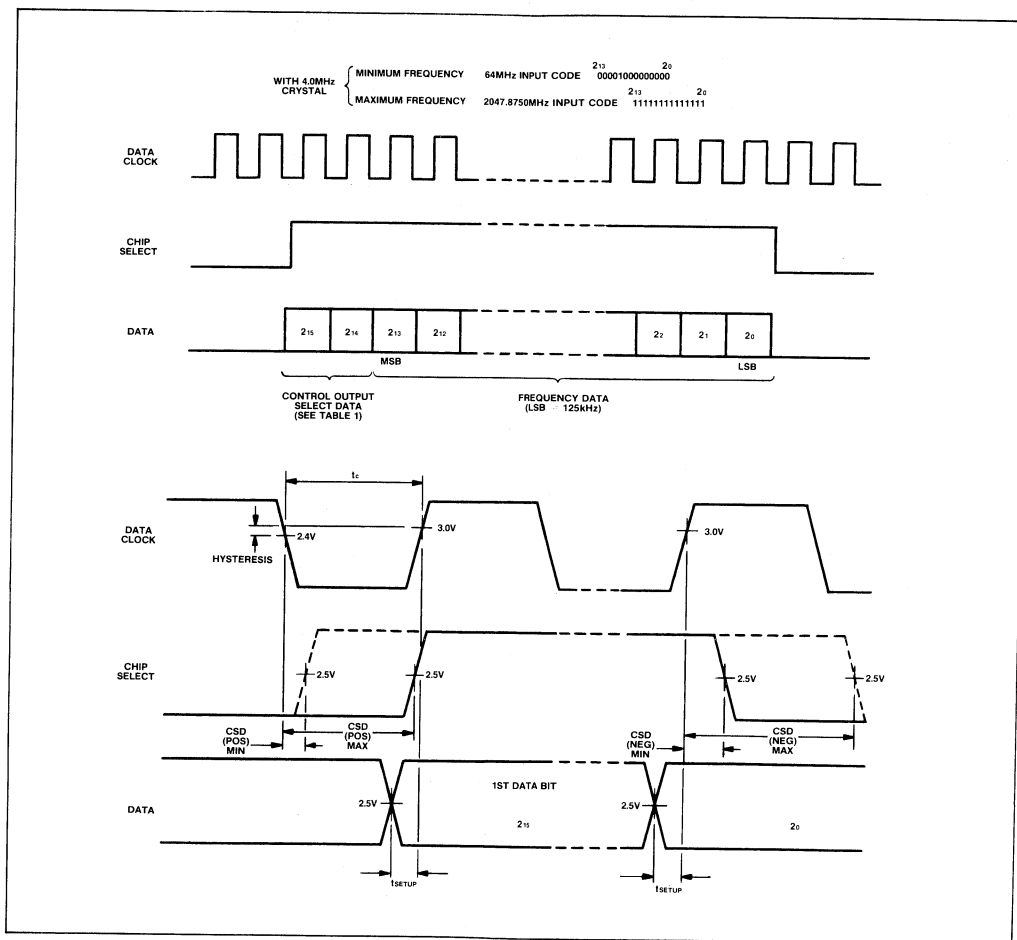 2₁₃ 2₀
WITH 4.0MHz
CRYSTAL
MINIMUM FREQUENCY 64MHz INPUT CODE 00001000000000
2₁₃ 2₀
MAXIMUM FREQUENCY 2047.8750MHz INPUT CODE 11111111111111
DATA
CLOCK
CHIP
SELECT
DATA
2₁₅ 2₁₄ 2₁₃ 2₁₂ 2₂ 2₁ 2₀
MSB LSB
CONTROL OUTPUT
SELECT DATA
(SEE TABLE 1)
FREQUENCY DATA
(LSB = 125kHz)
tc
DATA
CLOCK
2.4V
3.0V
3.0V
HYSTERESIS
CHIP
SELECT
2.5V
2.5V
2.5V
2.5V
CSD
(POS)
MIN
CSD
(POS)
MAX
CSD
(NEG)
MIN
CSD
(NEG)
MAX
DATA
2.5V
1ST DATA BIT
2₁₅
2.5V
2₀
tSETUP
tSETUP